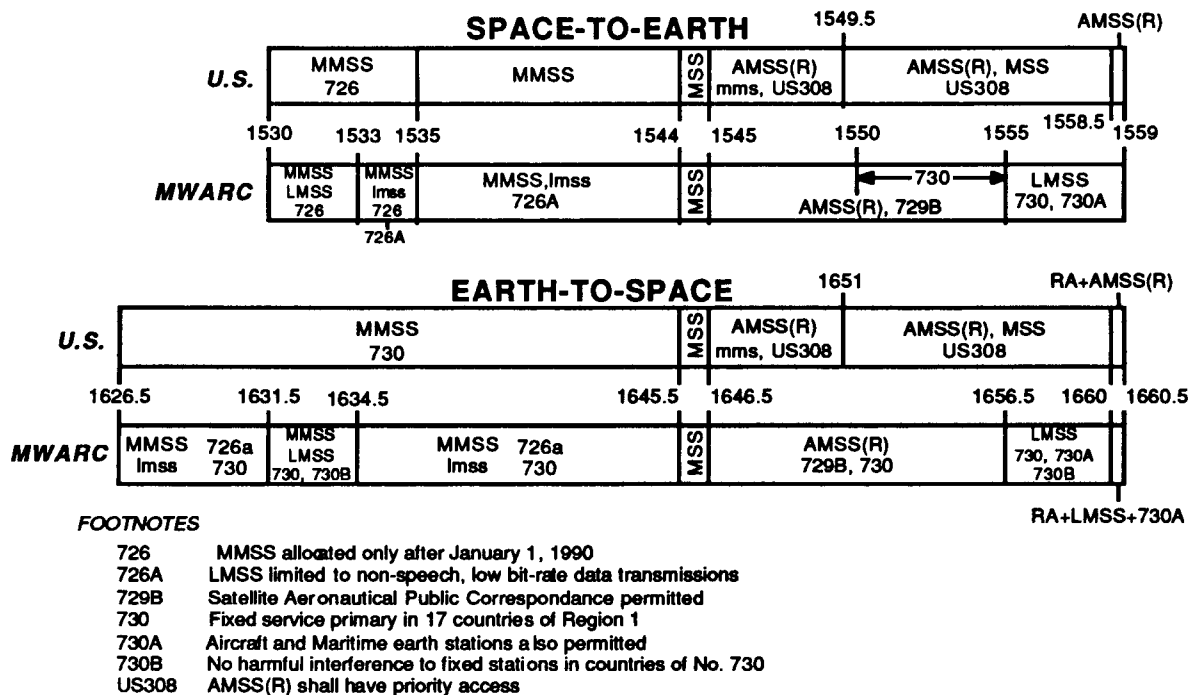 SPACE-TO-EARTH
1549.5
AMSS(R)
U.S.
MMSS
726
MMSS
MSS
AMSS(R)
mms, US308
AMSS(R), MSS
US308
1530
1533
1535
1544
1545
1550
1555
1558.5
1559
MWARC
MMSS
LMSS
726
MMSS
lmss
726
726A
MMSS,lmss
726A
MSS
730
AMSS(R), 729B
LMSS
730, 730A
EARTH-TO-SPACE
1651
RA+AMSS(R)
U.S.
MMSS
730
MSS
AMSS(R)
mms, US308
AMSS(R), MSS
US308
1626.5
1631.5
1634.5
1645.5
1646.5
1656.5
1660
1660.5
MWARC
MMSS 726a
lmss 730
MMSS
LMSS
730, 730B
MMSS 726a
lmss 730
MSS
AMSS(R)
729B, 730
LMSS
730, 730A
730B
RA+LMSS+730A
FOOTNOTES
726 MMSS allocated only after January 1, 1990
726A LMSS limited to non-speech, low bit-rate data transmissions
729B Satellite Aeronautical Public Correspondance permitted
730 Fixed service primary in 17 countries of Region 1
730A Aircraft and Maritime earth stations also permitted
730B No harmful interference to fixed stations in countries of No. 730
US308 AMSS(R) shall have priority access